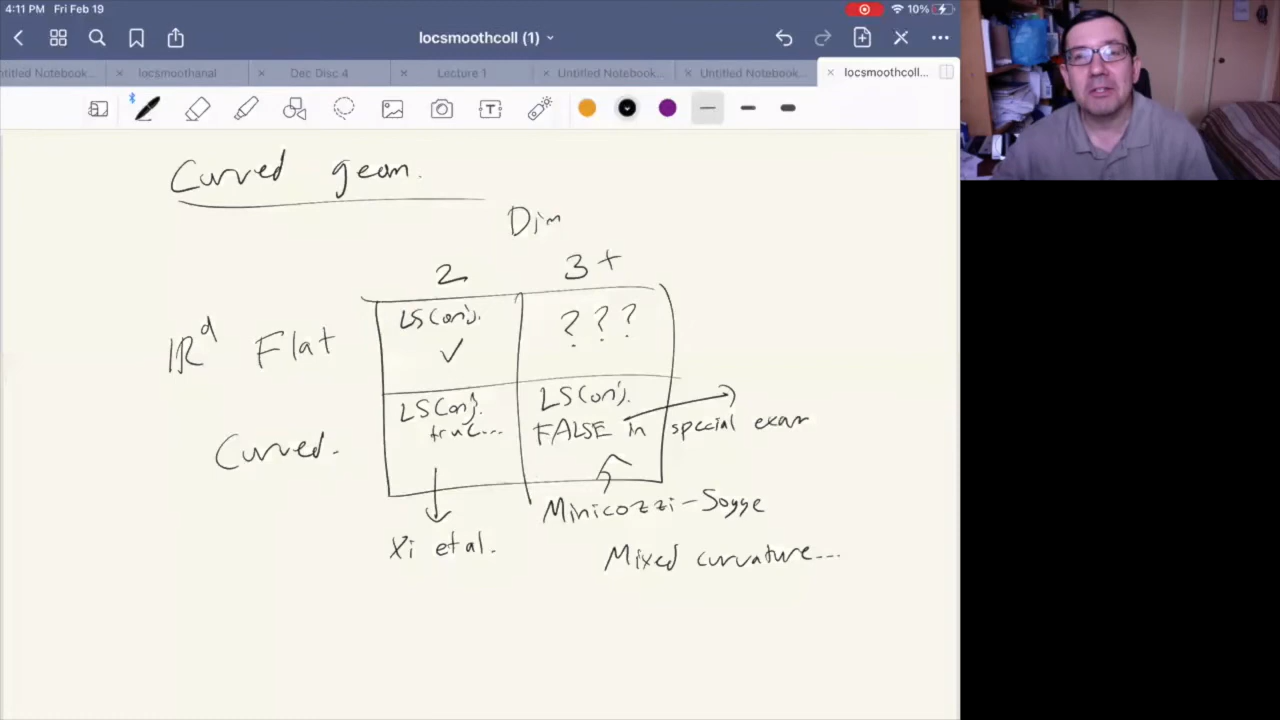 4:11 PM Fri Feb 19
10%
locsmoothcoll (1)
ntitled Notebook...
locsmoothanal
Dec Disc 4
Lecture 1
Untitled Notebook...
Untitled Notebook...
locsmoothcoll...
Curved geom.
Dim
2 3+
ℝᵈ Flat
LS Conj. ✓
? ? ?
Curved.
LS Conj. true...
LS Conj. FALSE in special exam
Minicozzi-Sogge
Xi et al.
Mixed curvature...